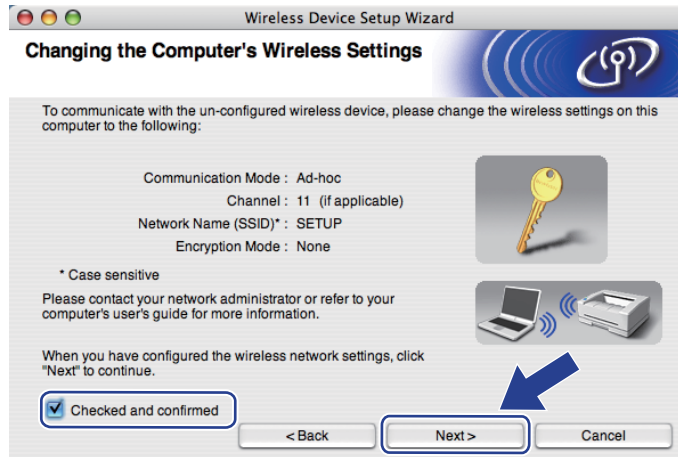 Wireless Device Setup Wizard
Changing the Computer's Wireless Settings
To communicate with the un-configured wireless device, please change the wireless settings on this
computer to the following:
Communication Mode : Ad-hoc
Channel : 11 (if applicable)
Network Name (SSID)* : SETUP
Encryption Mode : None
* Case sensitive
Please contact your network administrator or refer to your
computer's user's guide for more information.
When you have configured the wireless network settings, click
"Next" to continue.
Checked and confirmed
< Back
Next >
Cancel